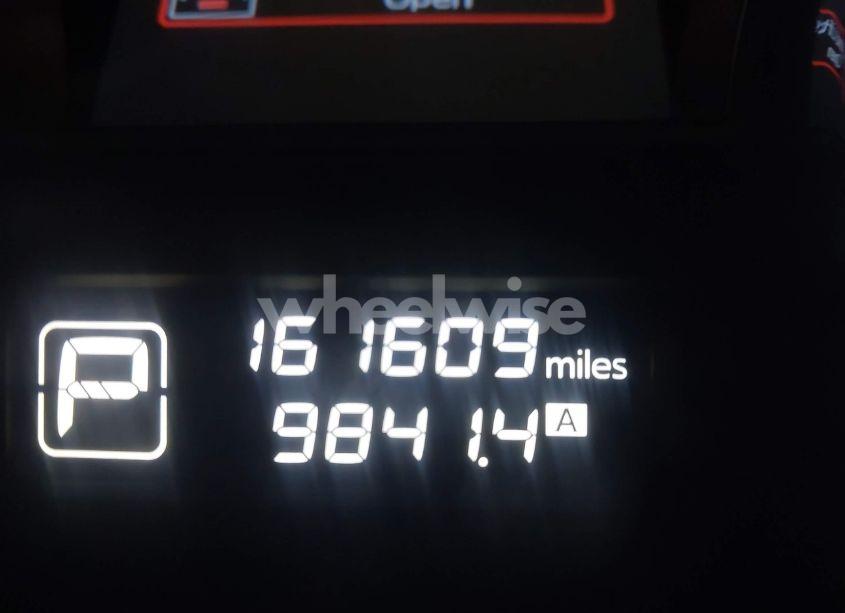 Open
wheelwise
161609 miles
P
9841.4 A